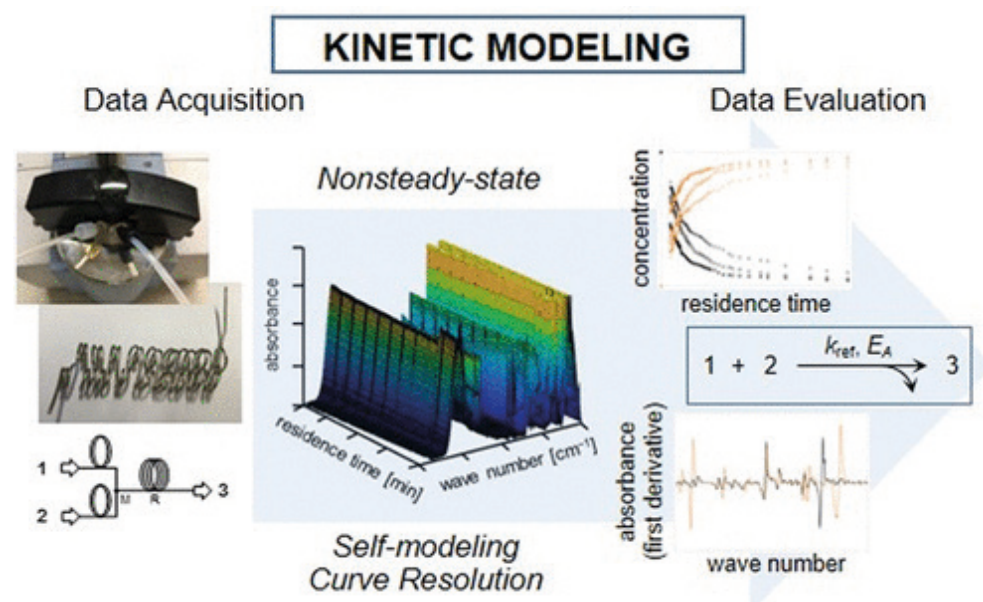 KINETIC MODELING
Data Acquisition
Data Evaluation
Nonsteady-state
absorbance
residence time [min]
wave number [cm⁻¹]
Self-modeling
Curve Resolution
1
2
M
R
3
concentration
residence time
1 + 2
k_ref, E_A
3
absorbance
(first derivative)
wave number